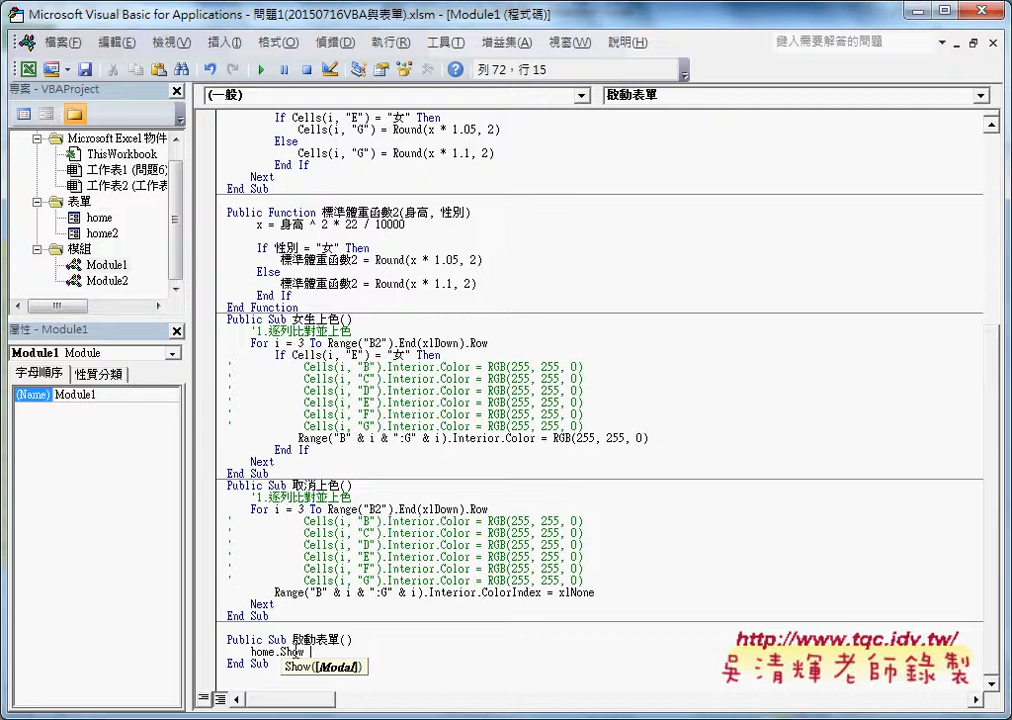 Microsoft Visual Basic for Applications - 問題1(20150716VBA與表單).xlsm - [Module1 (程式碼)]
檔案(F) 編輯(E) 檢視(V) 插入(I) 格式(O) 偵錯(D) 執行(R) 工具(T) 增益集(A) 視窗(W) 說明(H) 鍵入需要解答的問題
列 72，行 15
專案 - VBAProject
(一般) 啟動表單
Microsoft Excel 物件
ThisWorkbook
工作表1 (問題6)
工作表2 (工作表
表單
home
home2
模組
Module1
Module2
屬性 - Module1
Module1 Module
字母順序 性質分類
(Name) Module1
If Cells(i, "E") = "女" Then
Cells(i, "G") = Round(x * 1.05, 2)
Else
Cells(i, "G") = Round(x * 1.1, 2)
End If
Next
End Sub
Public Function 標準體重函數2(身高, 性別)
x = 身高 ^ 2 * 22 / 10000
If 性別 = "女" Then
標準體重函數2 = Round(x * 1.05, 2)
Else
標準體重函數2 = Round(x * 1.1, 2)
End If
End Function
Public Sub 女生上色()
'1.逐列比對並上色
For i = 3 To Range("B2").End(xlDown).Row
If Cells(i, "E") = "女" Then
' Cells(i, "B").Interior.Color = RGB(255, 255, 0)
' Cells(i, "C").Interior.Color = RGB(255, 255, 0)
' Cells(i, "D").Interior.Color = RGB(255, 255, 0)
' Cells(i, "E").Interior.Color = RGB(255, 255, 0)
' Cells(i, "F").Interior.Color = RGB(255, 255, 0)
' Cells(i, "G").Interior.Color = RGB(255, 255, 0)
Range("B" & i & ":G" & i).Interior.Color = RGB(255, 255, 0)
End If
Next
End Sub
Public Sub 取消上色()
'1.逐列比對並上色
For i = 3 To Range("B2").End(xlDown).Row
' Cells(i, "B").Interior.Color = RGB(255, 255, 0)
' Cells(i, "C").Interior.Color = RGB(255, 255, 0)
' Cells(i, "D").Interior.Color = RGB(255, 255, 0)
' Cells(i, "E").Interior.Color = RGB(255, 255, 0)
' Cells(i, "F").Interior.Color = RGB(255, 255, 0)
' Cells(i, "G").Interior.Color = RGB(255, 255, 0)
Range("B" & i & ":G" & i).Interior.ColorIndex = xlNone
Next
End Sub
Public Sub 啟動表單()
home.Show
End Sub
Show([Modal])
http://www.tqc.idv.tw/
吳清輝老師錄製